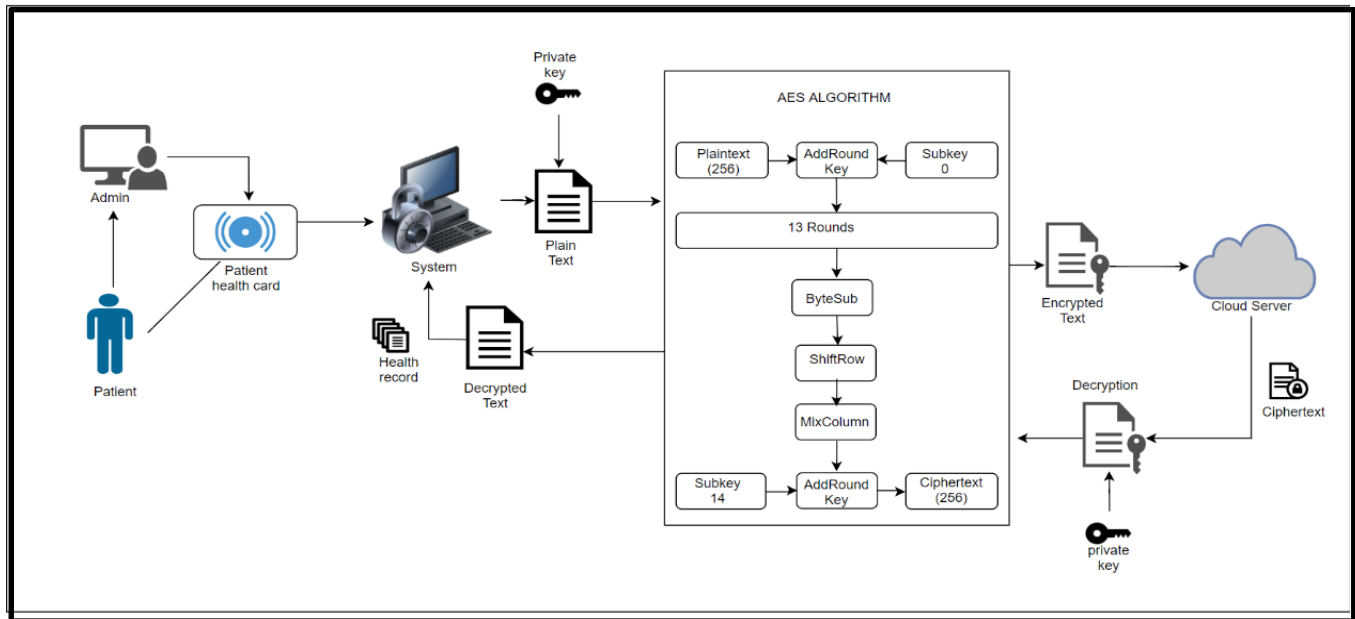 Private
key
Admin
Patient
health card
Patient
System
Plain
Text
Health
record
Decrypted
Text
AES ALGORITHM
Plaintext
(256)
AddRound
Key
Subkey
0
13 Rounds
ByteSub
ShiftRow
MixColumn
Subkey
14
AddRound
Key
Ciphertext
(256)
Encrypted
Text
Cloud Server
Ciphertext
Decryption
private
key